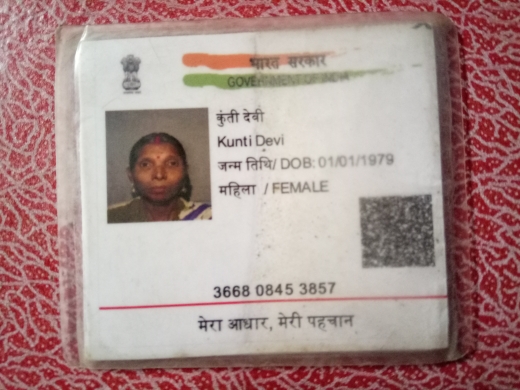 भारत सरकार
GOVERNMENT OF INDIA
कुंती देवी
Kunti Devi
जन्म तिथि/ DOB: 01/01/1979
महिला / FEMALE
3668 0845 3857
मेरा आधार, मेरी पहचान